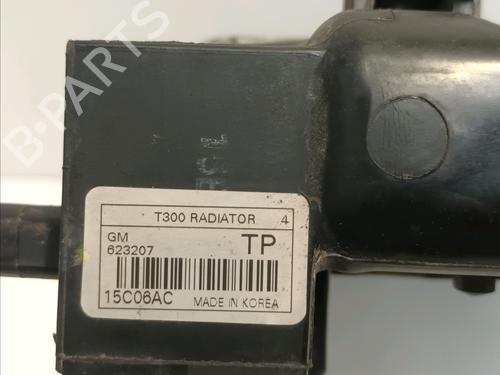 B-PARTS
T300 RADIATOR 4
GM
623207
TP
15C06AC
MADE IN KOREA